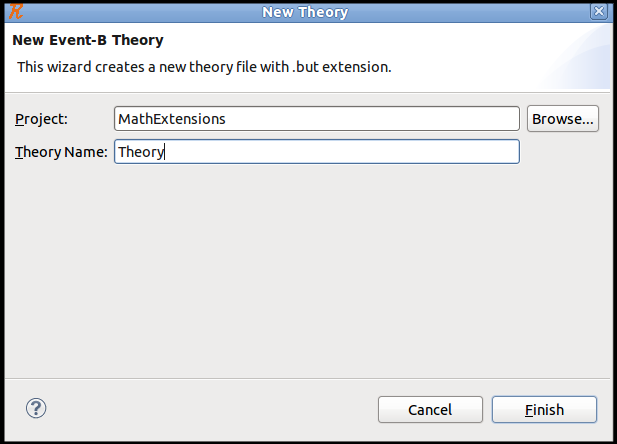 New Theory
New Event-B Theory
This wizard creates a new theory file with .but extension.
Project: MathExtensions Browse...
Theory Name: Theory
? Cancel Finish